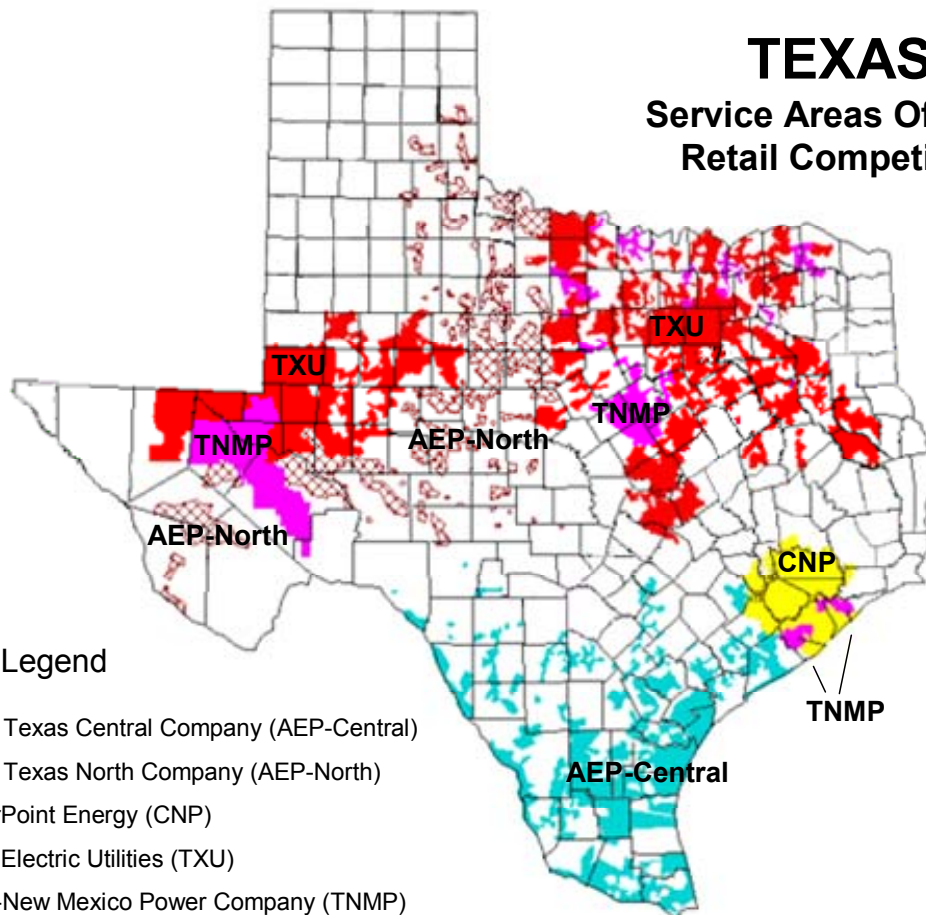 TEXAS
Service Areas Of
Retail Competi
TXU
TXU
TNMP
TNMP
AEP-North
AEP-North
CNP
TNMP
AEP-Central
Legend
Texas Central Company (AEP-Central)
Texas North Company (AEP-North)
Point Energy (CNP)
Electric Utilities (TXU)
-New Mexico Power Company (TNMP)